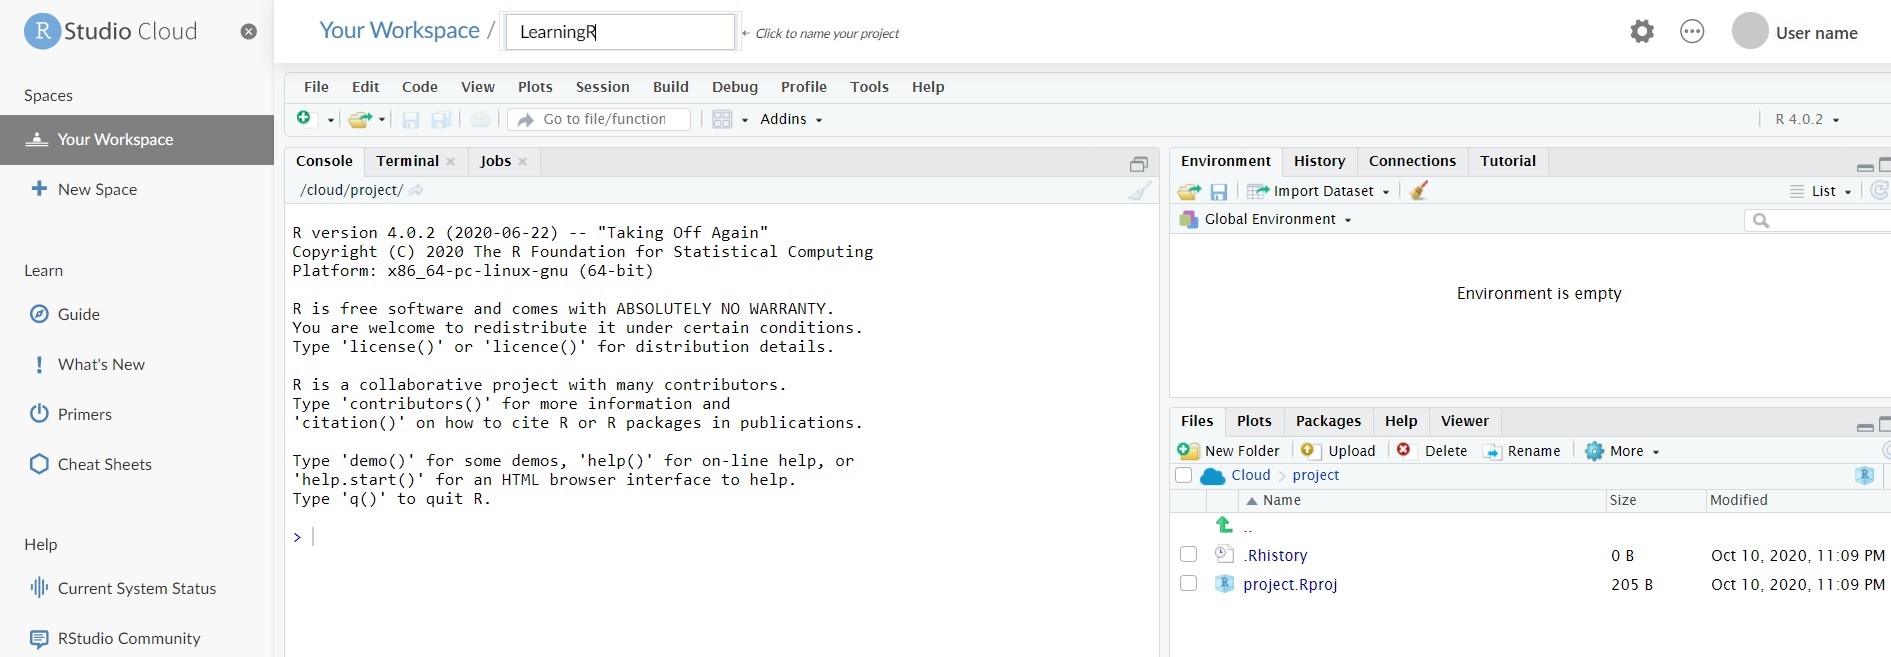 R Studio Cloud
Your Workspace / LearningR Click to name your project
User name
Spaces
Your Workspace
New Space
Learn
Guide
What's New
Primers
Cheat Sheets
Help
Current System Status
RStudio Community
File Edit Code View Plots Session Build Debug Profile Tools Help
Go to file/function Addins
R 4.0.2
Console Terminal Jobs
/cloud/project/
R version 4.0.2 (2020-06-22) -- "Taking Off Again"
Copyright (C) 2020 The R Foundation for Statistical Computing
Platform: x86_64-pc-linux-gnu (64-bit)
R is free software and comes with ABSOLUTELY NO WARRANTY.
You are welcome to redistribute it under certain conditions.
Type 'license()' or 'licence()' for distribution details.
R is a collaborative project with many contributors.
Type 'contributors()' for more information and
'citation()' on how to cite R or R packages in publications.
Type 'demo()' for some demos, 'help()' for on-line help, or
'help.start()' for an HTML browser interface to help.
Type 'q()' to quit R.
>
Environment History Connections Tutorial
Import Dataset List
Global Environment
Environment is empty
Files Plots Packages Help Viewer
New Folder Upload Delete Rename More
Cloud project
Name Size Modified
..
.Rhistory 0 B Oct 10, 2020, 11:09 PM
project.Rproj 205 B Oct 10, 2020, 11:09 PM